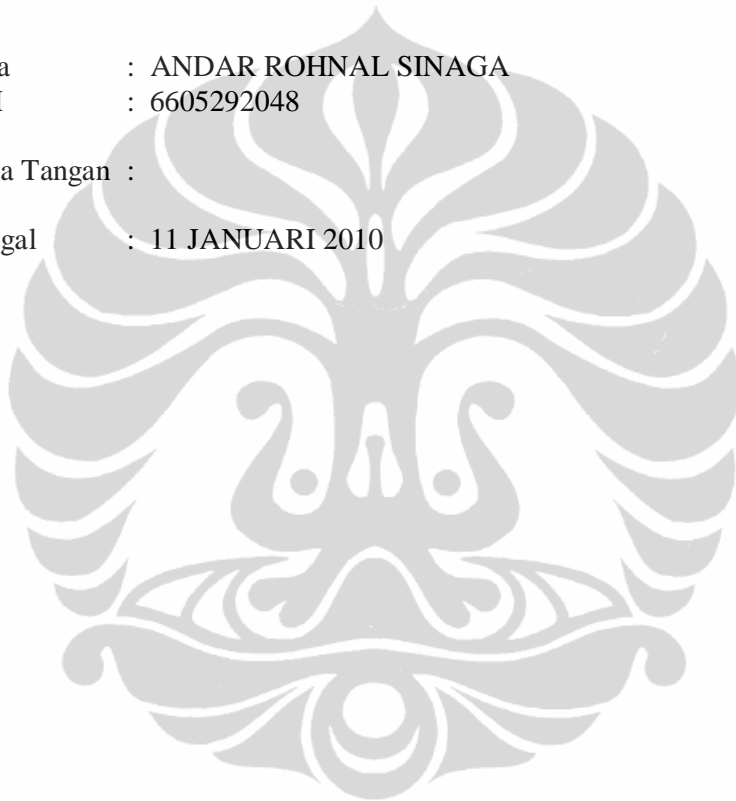 a : ANDAR ROHNAL SINAGA
I : 6605292048
a Tangan :
gal : 11 JANUARI 2010